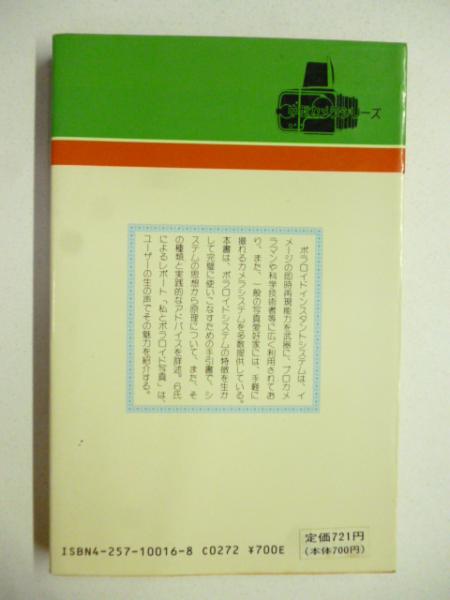 ーズ
ポラロイドインスタントシステムは、イ
メージの即時再現能力を武器に、プロカメ
ラマンや科学技術者等に広く利用されてお
り、また、一般の写真愛好家には、手軽に
撮れるカメラシステムを多数提供している。
本書は、ポラロイドシステムの特徴を生か
して完璧に使いこなすための手引書で、シ
ステムの思想から原理について、また、そ
の種類と実践的なアドバイスを詳述。6氏
によるレポート「私とポラロイド写真」は、
ユーザーの生の声でその魅力を紹介する。
ISBN4-257-10016-8 C0272 ¥700E
定価721円
(本体700円)